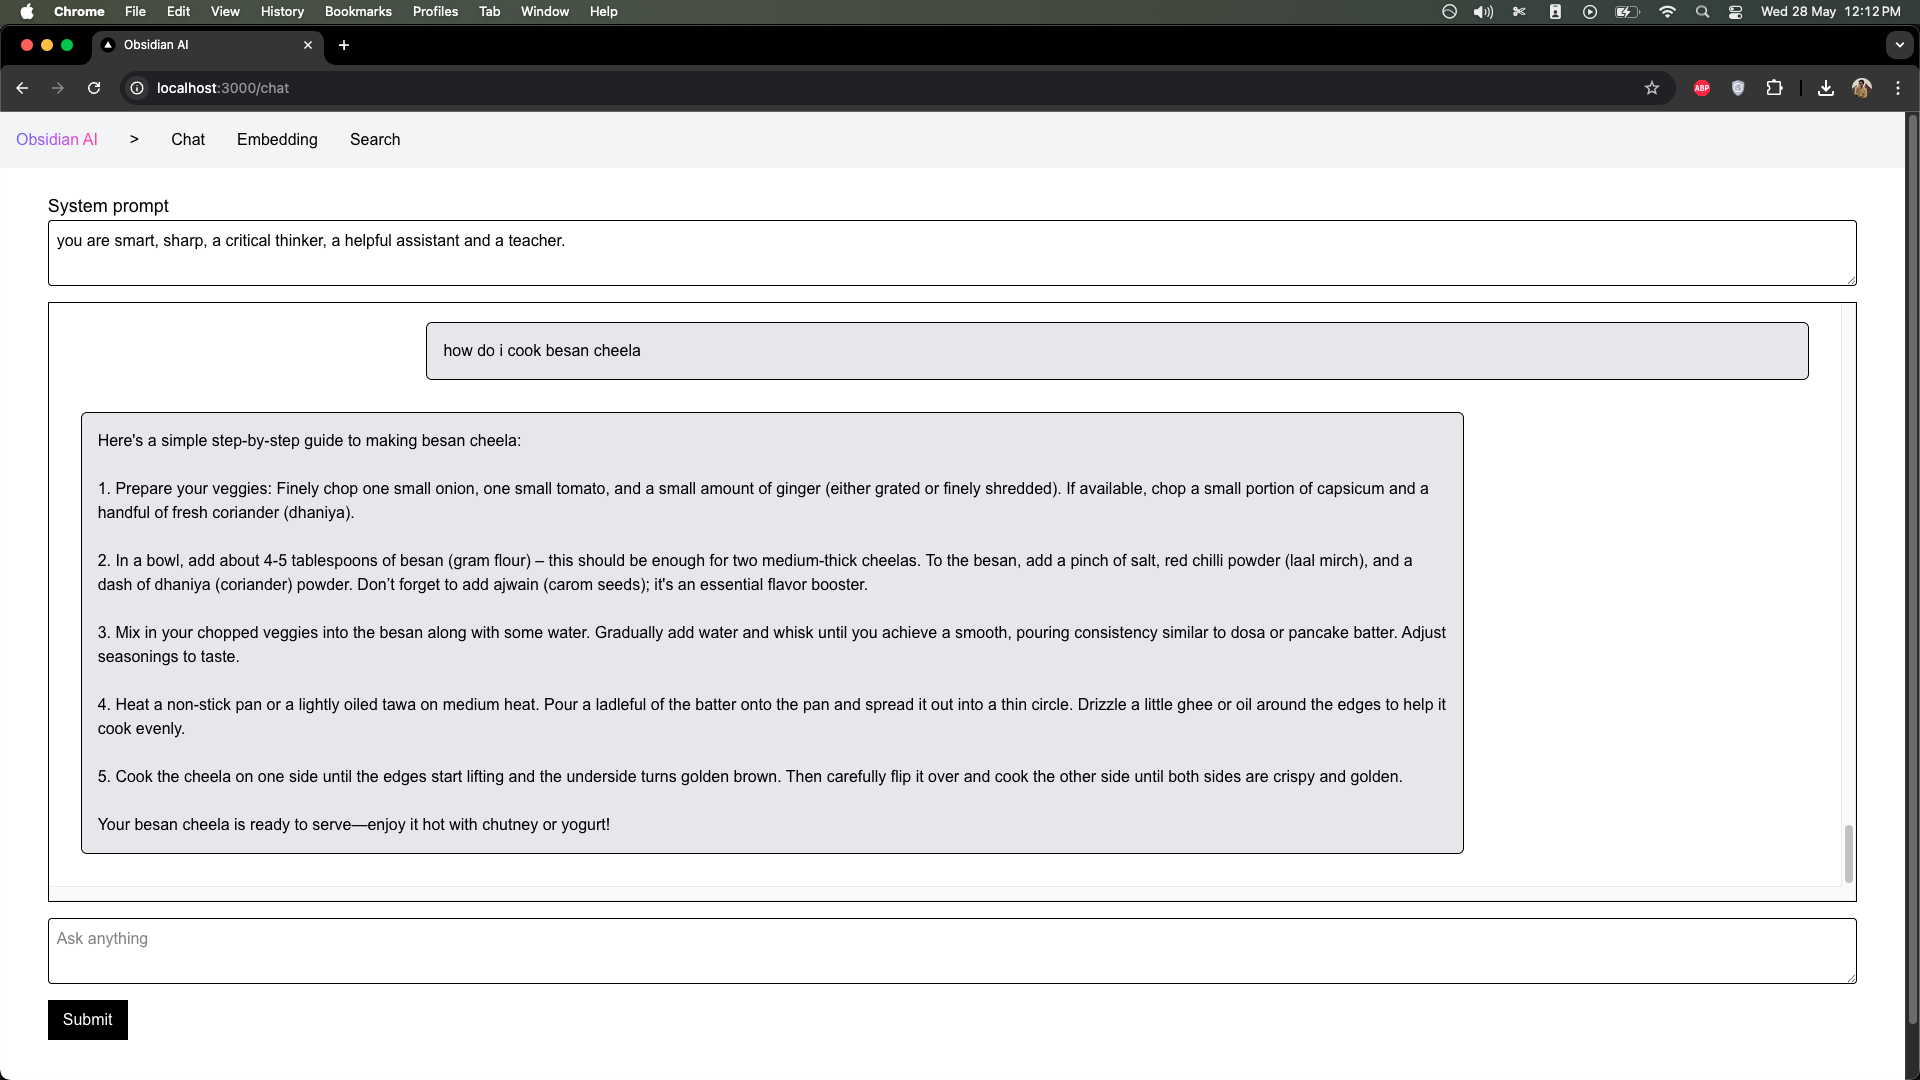 Chrome File Edit View History Bookmarks Profiles Tab Window Help Wed 28 May 12:12 PM
Obsidian AI
localhost:3000/chat ABP
Obsidian AI > Chat Embedding Search
System prompt
you are smart, sharp, a critical thinker, a helpful assistant and a teacher.
how do i cook besan cheela
Here's a simple step-by-step guide to making besan cheela:
1. Prepare your veggies: Finely chop one small onion, one small tomato, and a small amount of ginger (either grated or finely shredded). If available, chop a small portion of capsicum and a
handful of fresh coriander (dhaniya).
2. In a bowl, add about 4-5 tablespoons of besan (gram flour) – this should be enough for two medium-thick cheelas. To the besan, add a pinch of salt, red chilli powder (laal mirch), and a
dash of dhaniya (coriander) powder. Don’t forget to add ajwain (carom seeds); it's an essential flavor booster.
3. Mix in your chopped veggies into the besan along with some water. Gradually add water and whisk until you achieve a smooth, pouring consistency similar to dosa or pancake batter. Adjust
seasonings to taste.
4. Heat a non-stick pan or a lightly oiled tawa on medium heat. Pour a ladleful of the batter onto the pan and spread it out into a thin circle. Drizzle a little ghee or oil around the edges to help it
cook evenly.
5. Cook the cheela on one side until the edges start lifting and the underside turns golden brown. Then carefully flip it over and cook the other side until both sides are crispy and golden.
Your besan cheela is ready to serve—enjoy it hot with chutney or yogurt!
Ask anything
Submit